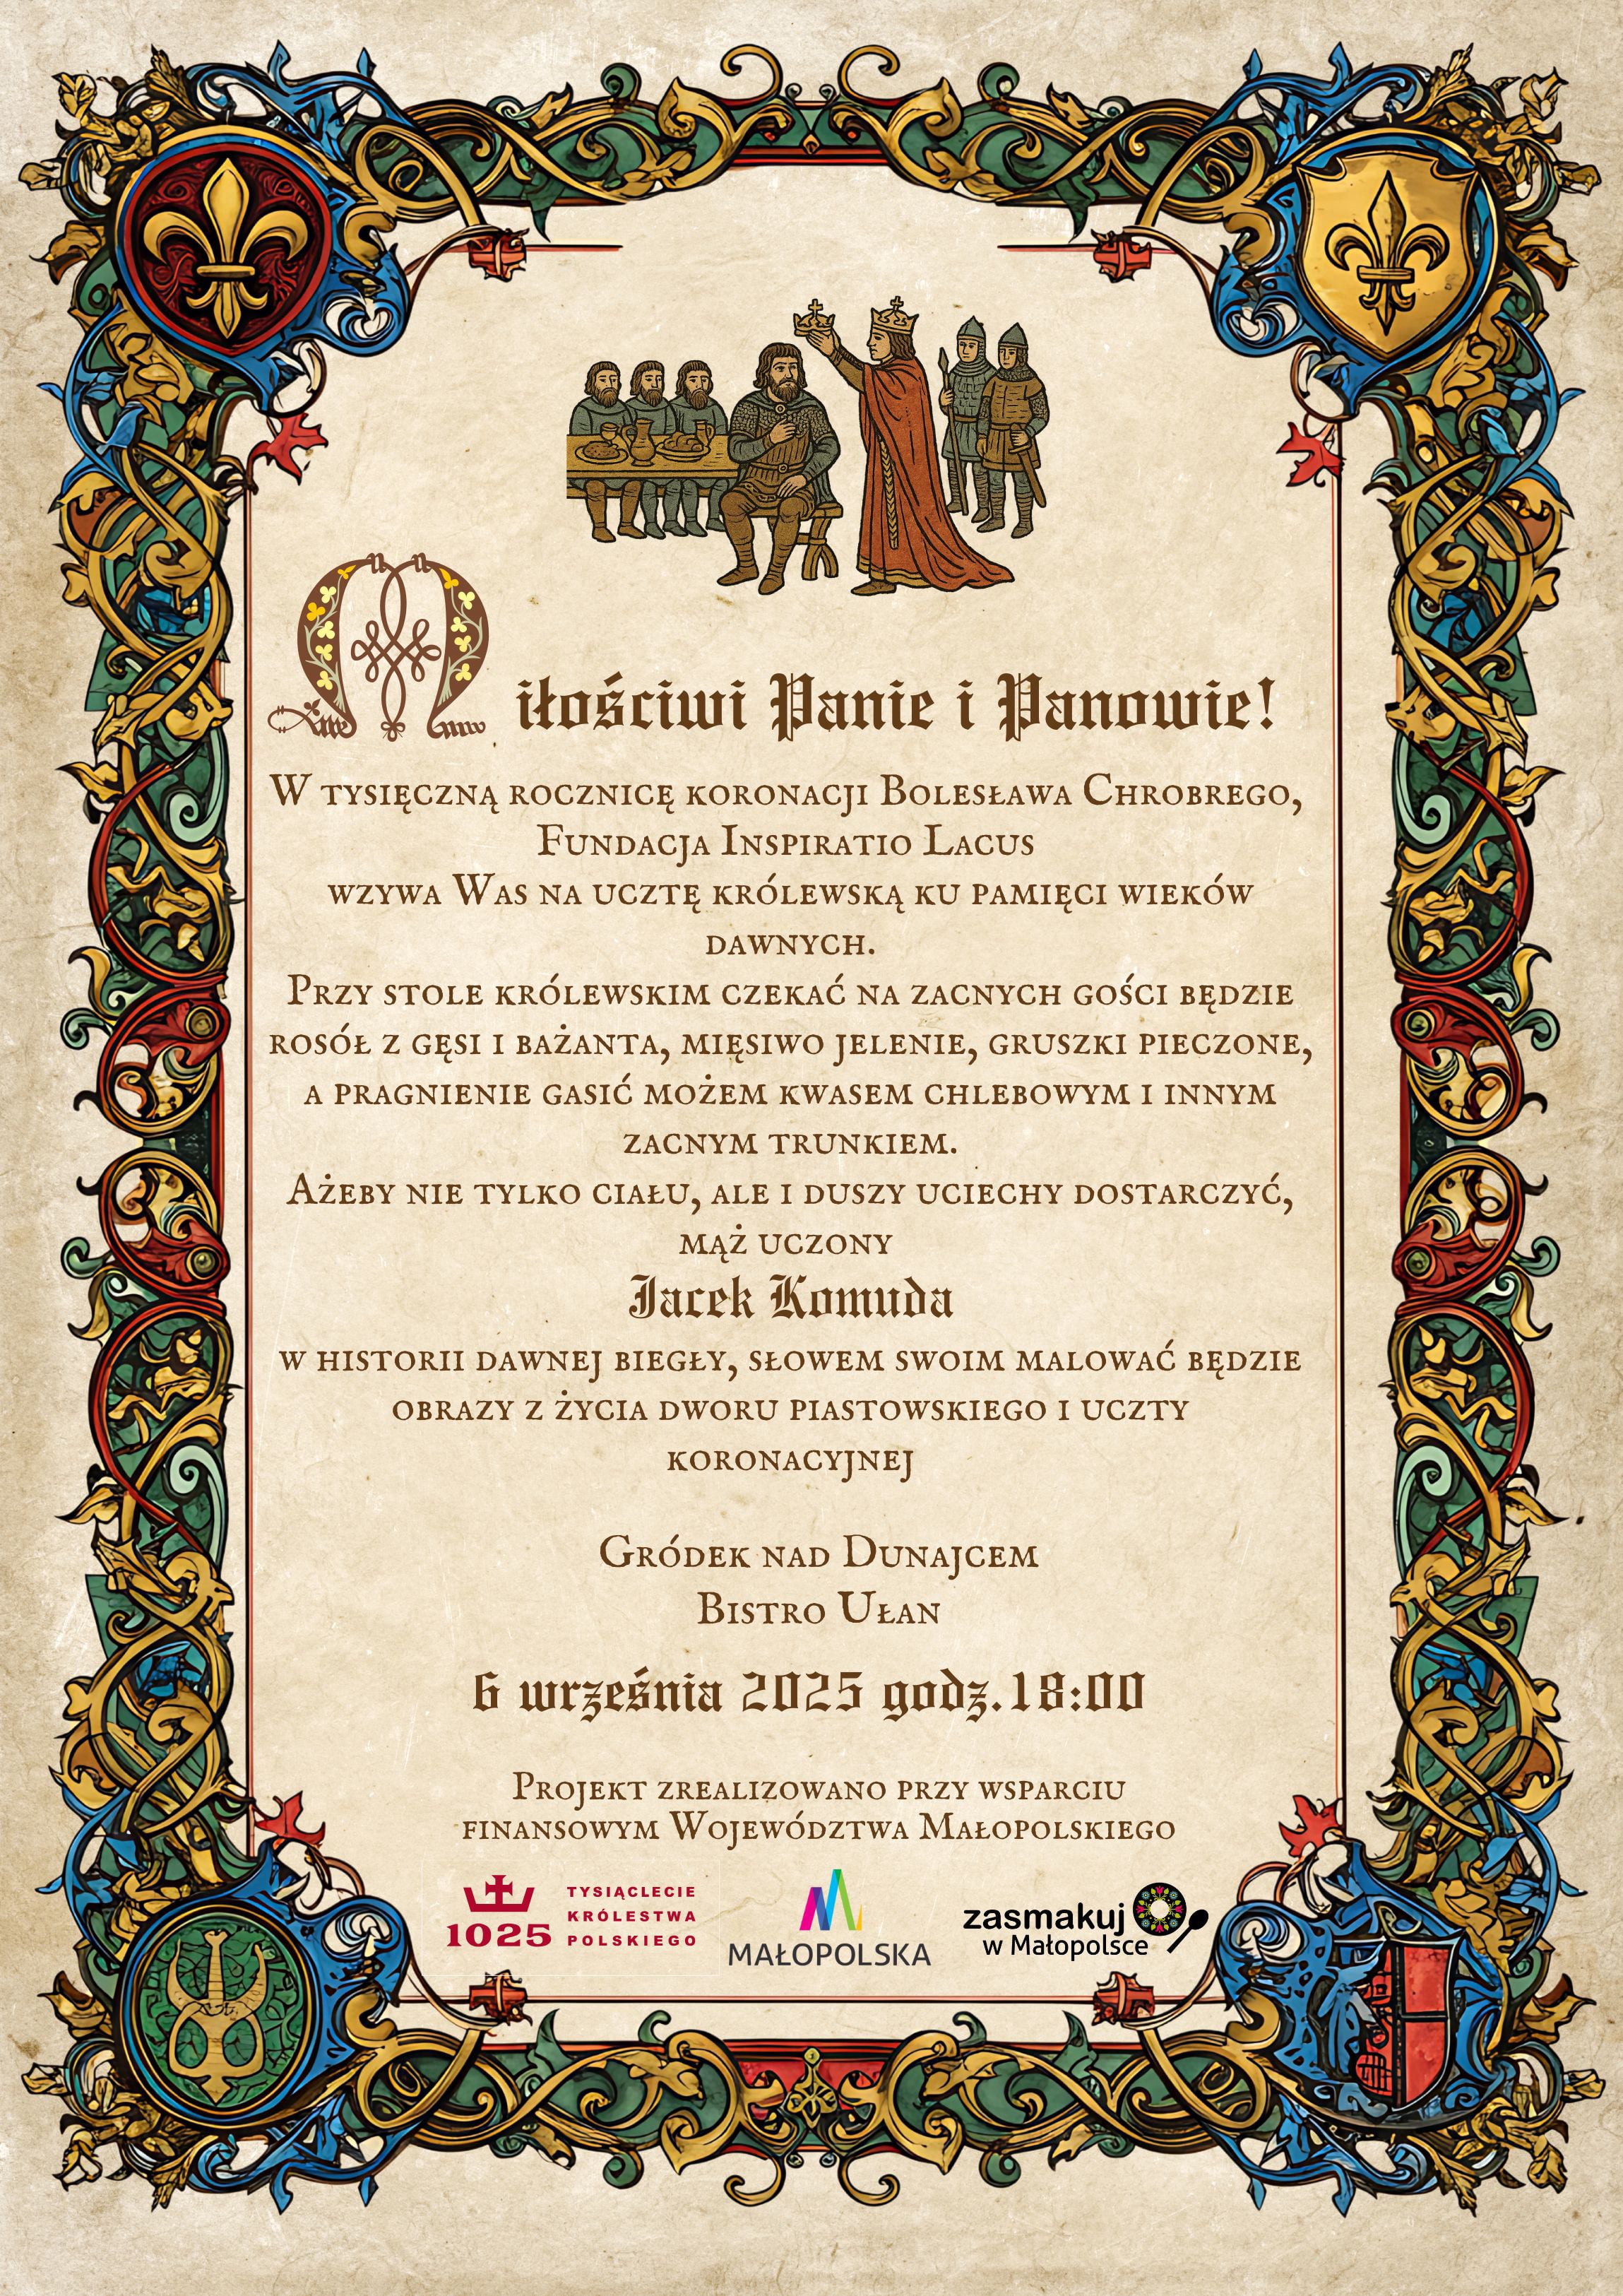 Miłościwi Panie i Panowie!
W tysięczną rocznicę koronacji Bolesława Chrobrego,
Fundacja Inspiratio Lacus
wzywa Was na ucztę królewską ku pamięci wieków
dawnych.
Przy stole królewskim czekać na zacnych gości będzie
rosół z gęsi i bażanta, mięsiwo jelenie, gruszki pieczone,
a pragnienie gasić możem kwasem chlebowym i innym
zacnym trunkiem.
Ażeby nie tylko ciału, ale i duszy uciechy dostarczyć,
mąż uczony
Jacek Komuda
w historii dawnej biegły, słowem swoim malować będzie
obrazy z życia dworu piastowskiego i uczty
koronacyjnej
Gródek nad Dunajcem
Bistro Ułan
6 września 2025 godz.18:00
Projekt zrealizowano przy wsparciu
finansowym Województwa Małopolskiego
1025
TYSIĄCLECIE
KRÓLESTWA
POLSKIEGO
MAŁOPOLSKA
zasmakuj
w Małopolsce